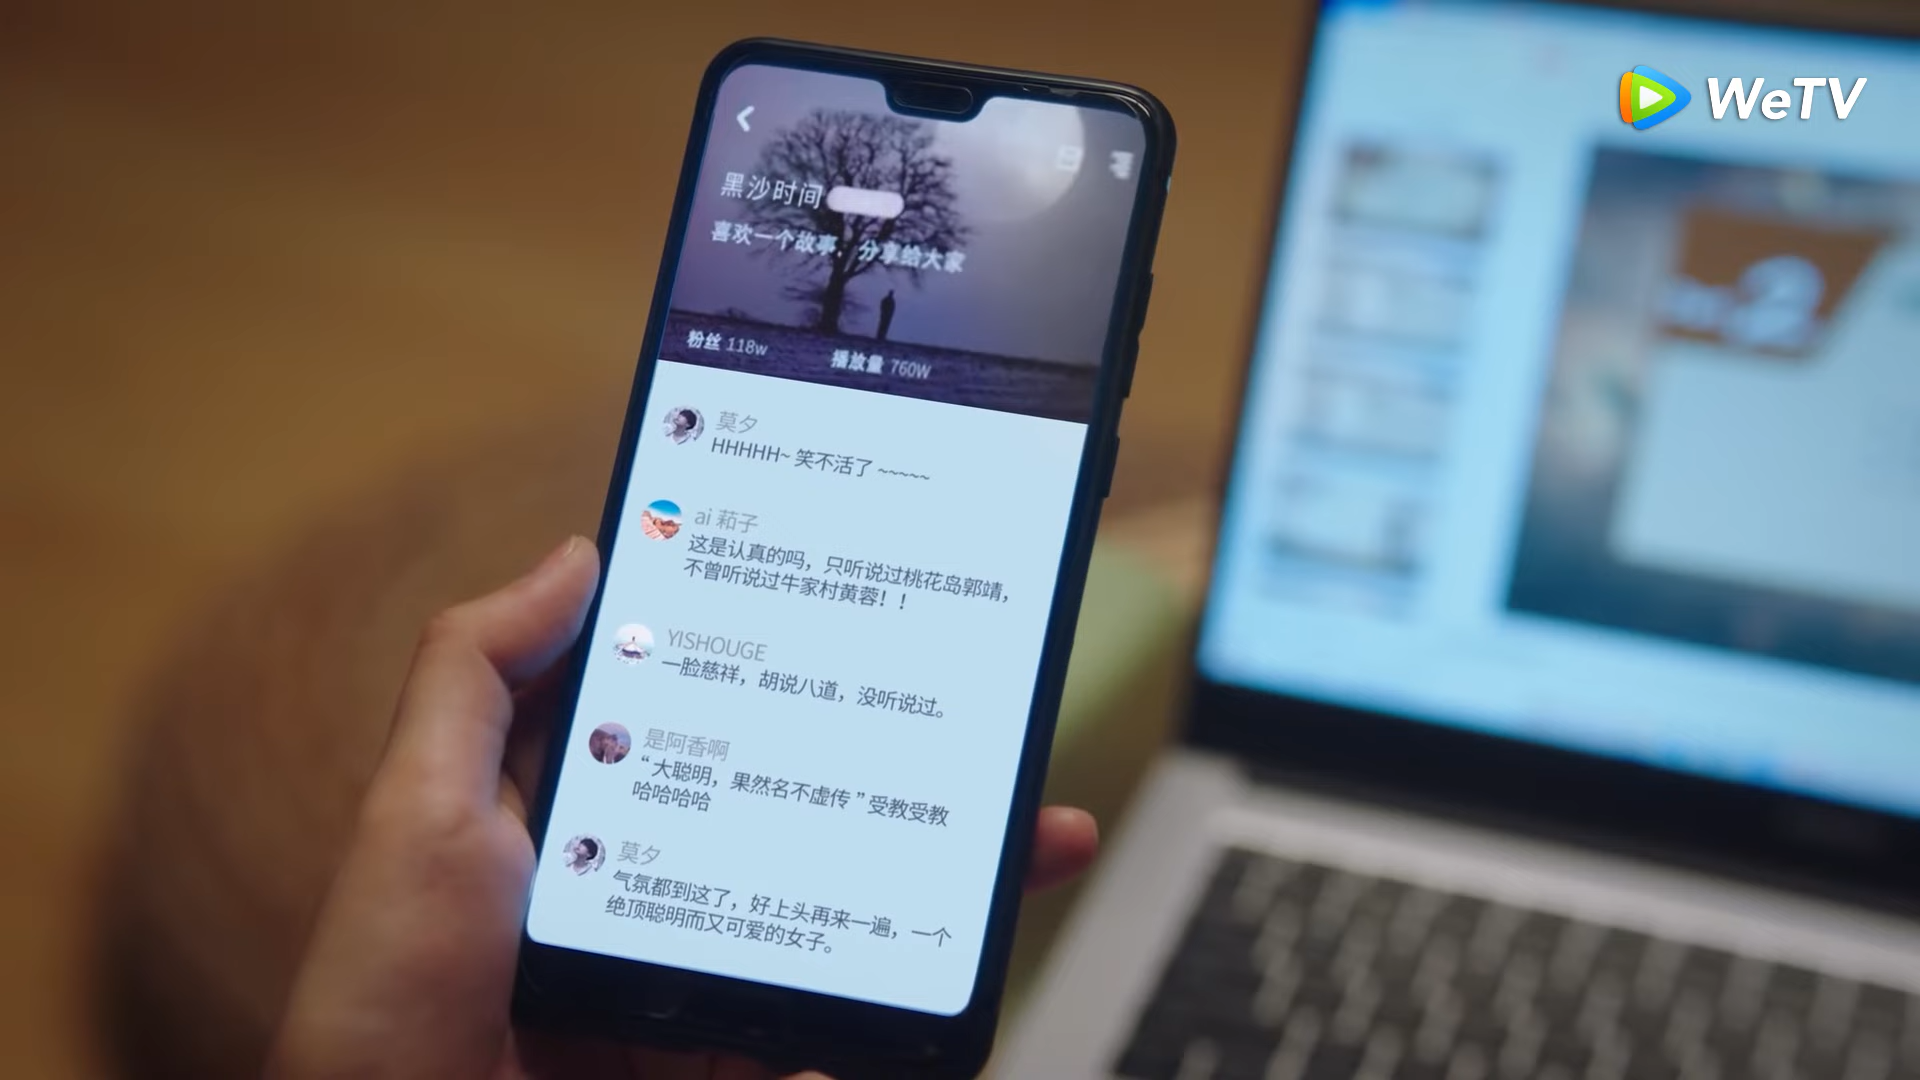 WeTV
黑沙时间
喜欢一个故事，分享给大家
粉丝 118w
播放量 760W
莫夕
HHHHH~ 笑不活了 ~~~~~
ai 萜子
这是认真的吗，只听说过桃花岛郭靖，
不曾听说过牛家村黄蓉！！
YISHOUGE
一脸慈祥，胡说八道，没听说过。
是阿香啊
“大聪明，果然名不虚传”受教受教
哈哈哈哈
莫夕
气氛都到这了，好上头再来一遍，一个
绝顶聪明而又可爱的女子。
2